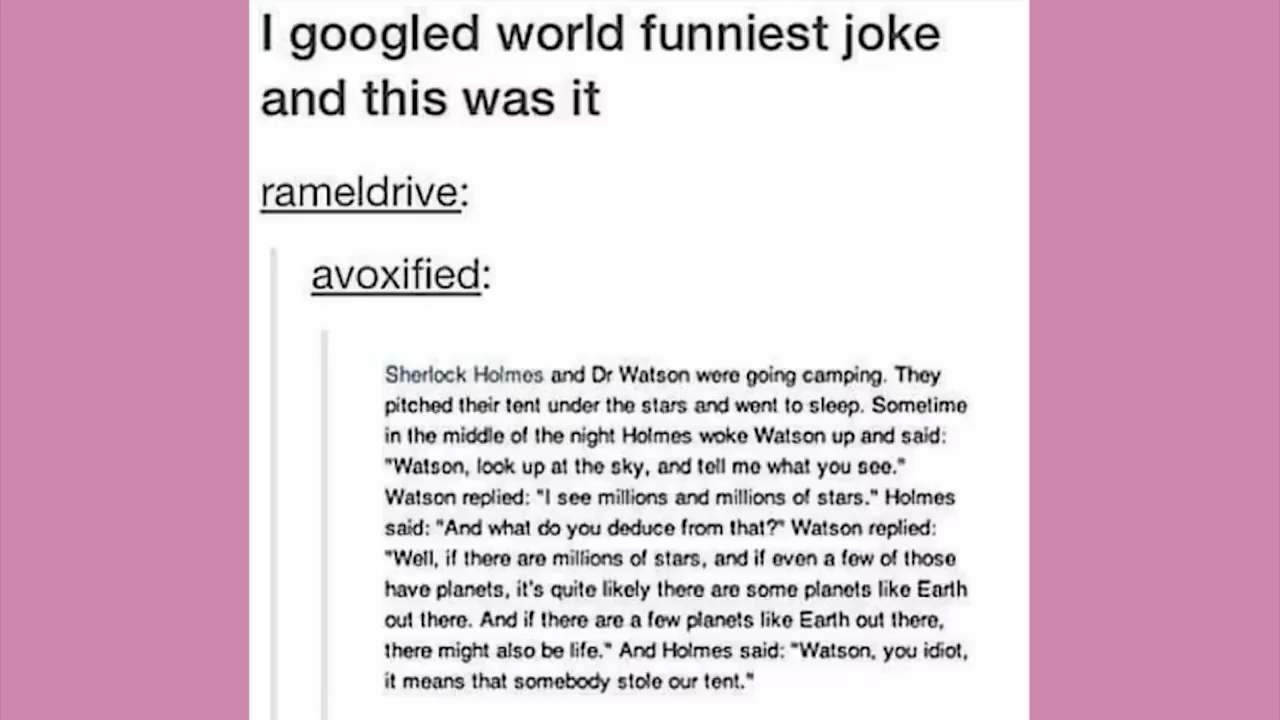 I googled world funniest joke
and this was it
rameldrive:
avoxified:
Sherlock Holmes and Dr Watson were going camping. They
pitched their tent under the stars and went to sleep. Sometime
in the middle of the night Holmes woke Watson up and said:
"Watson, look up at the sky, and tell me what you see."
Watson replied: "I see millions and millions of stars." Holmes
said: "And what do you deduce from that?" Watson replied:
"Well, if there are millions of stars, and if even a few of those
have planets, it's quite likely there are some planets like Earth
out there. And if there are a few planets like Earth out there,
there might also be life." And Holmes said: "Watson, you idiot,
it means that somebody stole our tent."